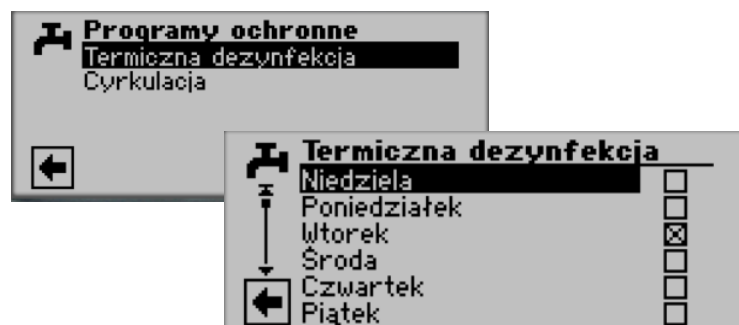 Programy ochronne
Termiczna dezynfekcja
Cyrkulacja
Termiczna dezynfekcja
Niedziela
Poniedziałek
Wtorek
Środa
Czwartek
Piątek